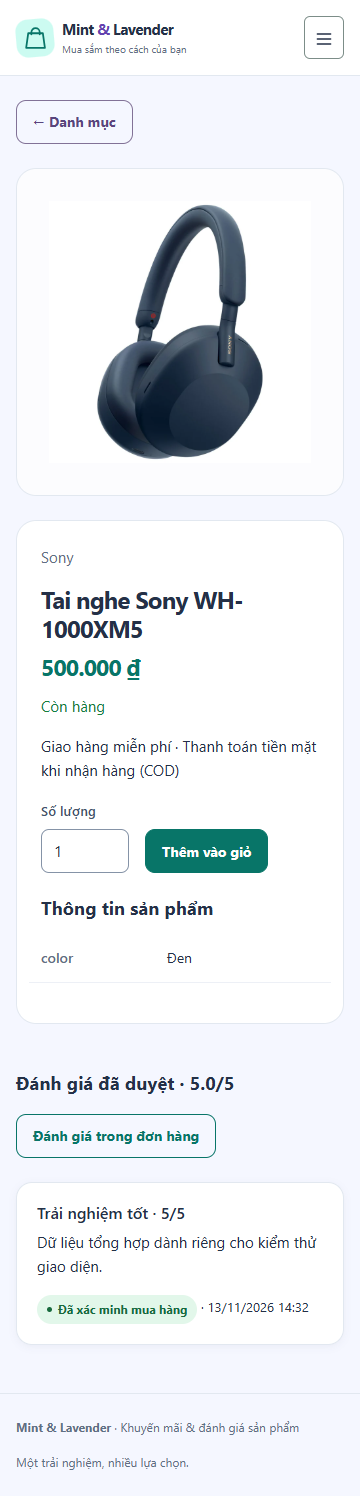 Mint & Lavender
Mua sắm theo cách của bạn
← Danh mục
SONY
Sony
Tai nghe Sony WH-
1000XM5
500.000 ₫
Còn hàng
Giao hàng miễn phí · Thanh toán tiền mặt
khi nhận hàng (COD)
Số lượng
1
Thêm vào giỏ
Thông tin sản phẩm
color Đen
Đánh giá đã duyệt · 5.0/5
Đánh giá trong đơn hàng
Trải nghiệm tốt · 5/5
Dữ liệu tổng hợp dành riêng cho kiểm thử
giao diện.
• Đã xác minh mua hàng · 13/11/2026 14:32
Mint & Lavender · Khuyến mãi & đánh giá sản phẩm
Một trải nghiệm, nhiều lựa chọn.